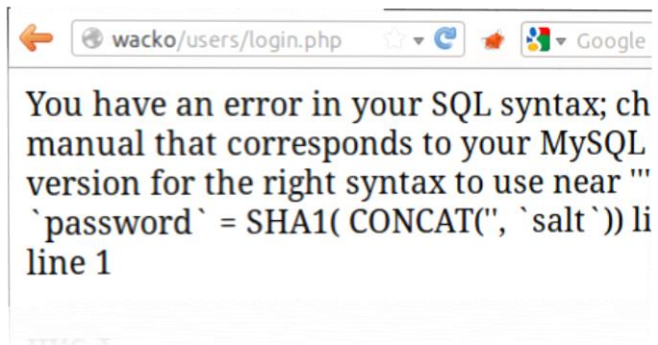 wacko/users/login.php
Google
You have an error in your SQL syntax; ch
manual that corresponds to your MySQL
version for the right syntax to use near '''
`password` = SHA1( CONCAT('', `salt`)) li
line 1